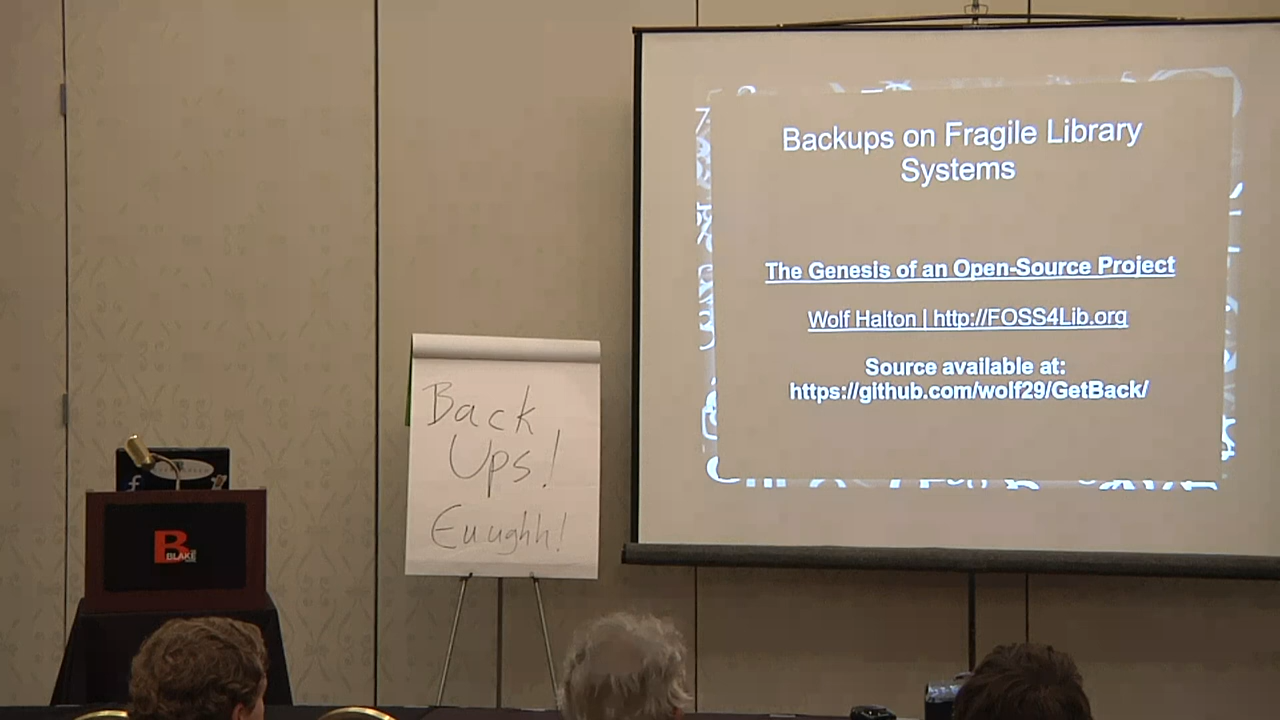 Backups on Fragile Library
Systems
The Genesis of an Open-Source Project
Wolf Halton | http://FOSS4Lib.org
Source available at:
https://github.com/wolf29/GetBack/
Back
Ups!
Euughh!
f
B
BLAKE